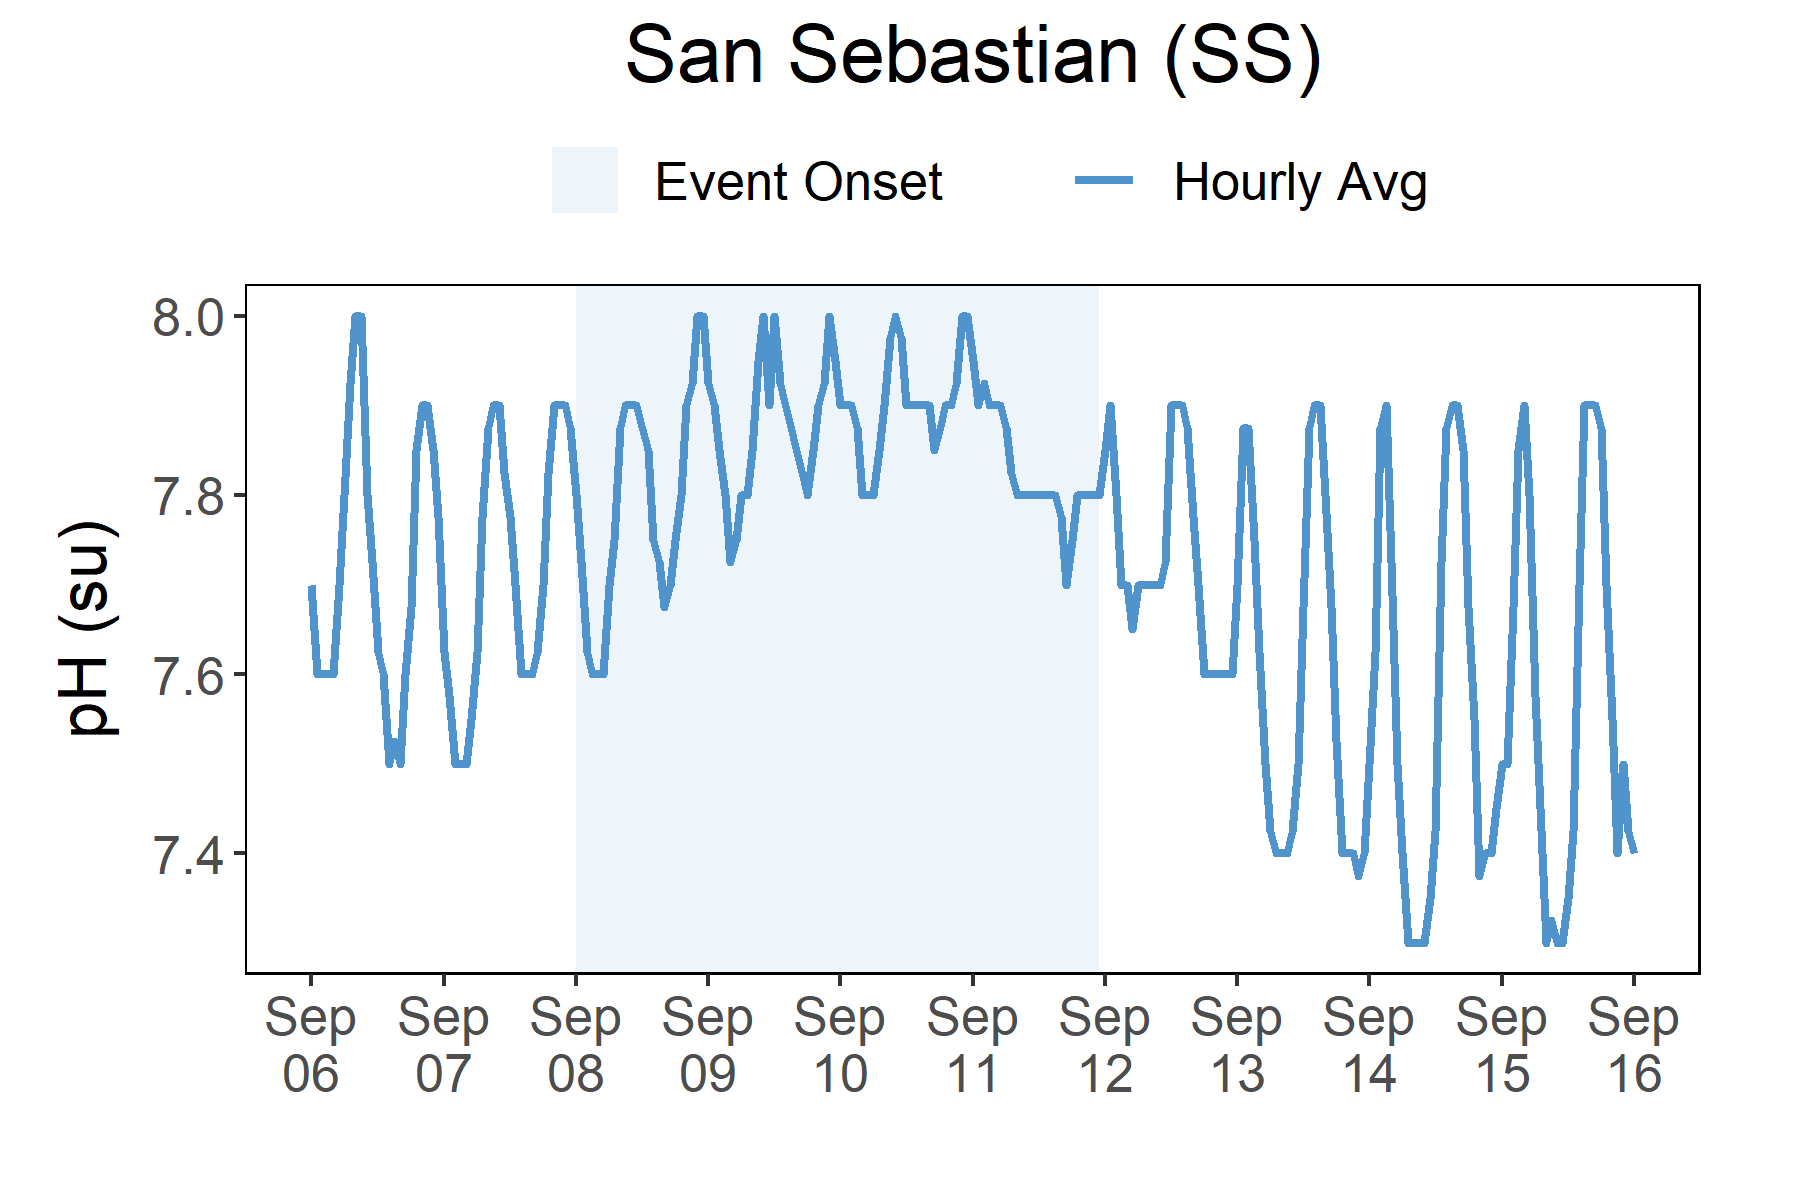 San Sebastian (SS)
Event Onset
Hourly Avg
pH (su)
8.0
7.8
7.6
7.4
Sep 06
Sep 07
Sep 08
Sep 09
Sep 10
Sep 11
Sep 12
Sep 13
Sep 14
Sep 15
Sep 16